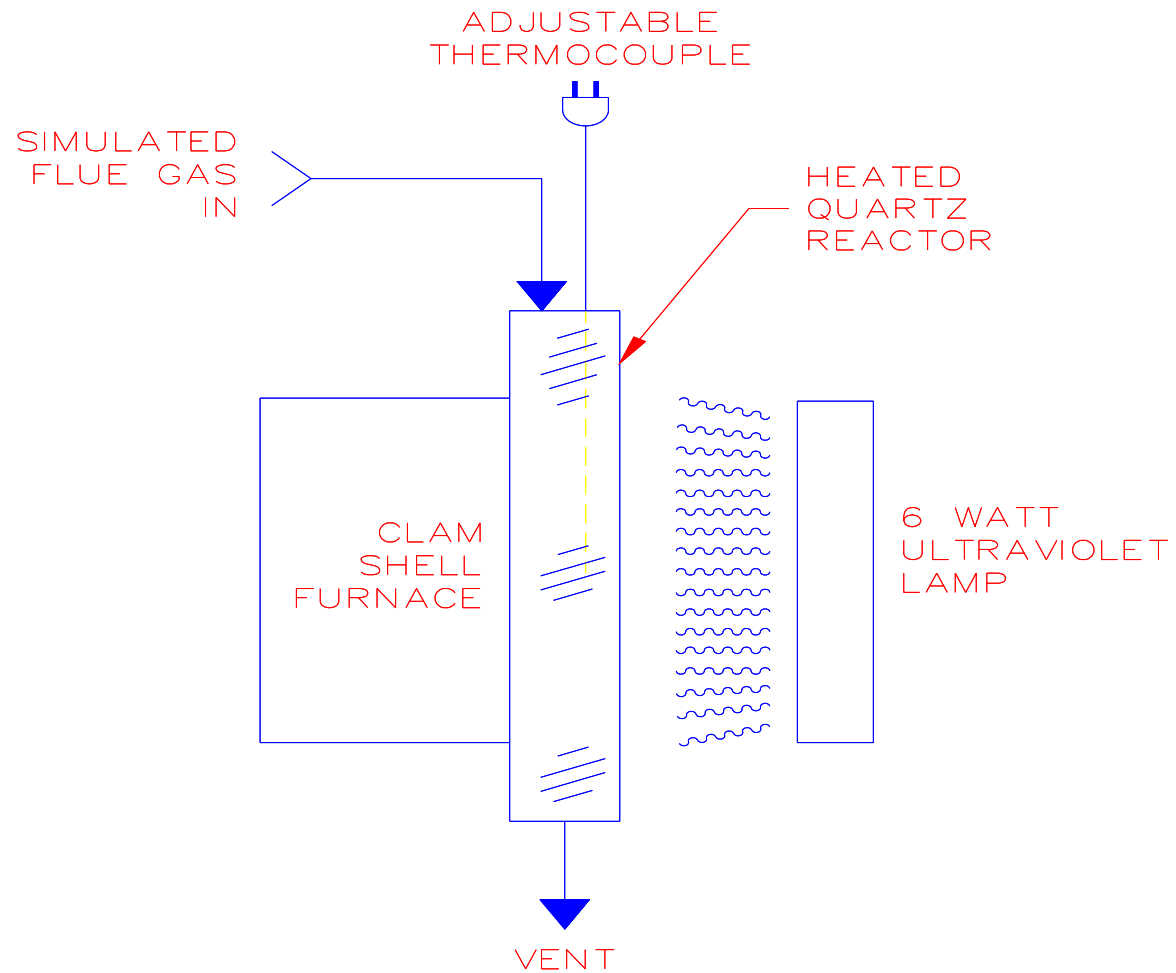 ADJUSTABLE
THERMOCOUPLE
SIMULATED
FLUE GAS
IN
HEATED
QUARTZ
REACTOR
CLAM
SHELL
FURNACE
6 WATT
ULTRAVIOLET
LAMP
VENT